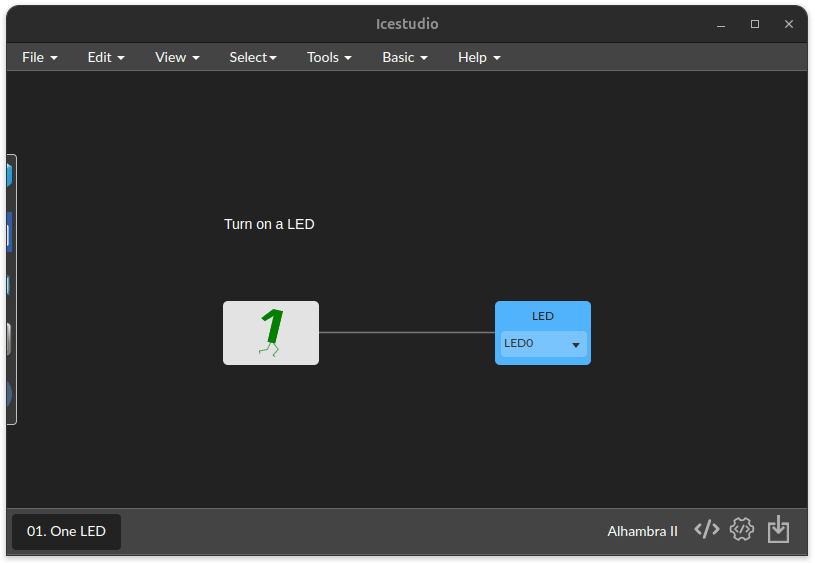 Icestudio
File Edit View Select Tools Basic Help
Turn on a LED
1
LED
LED0
01. One LED
Alhambra II </> </>